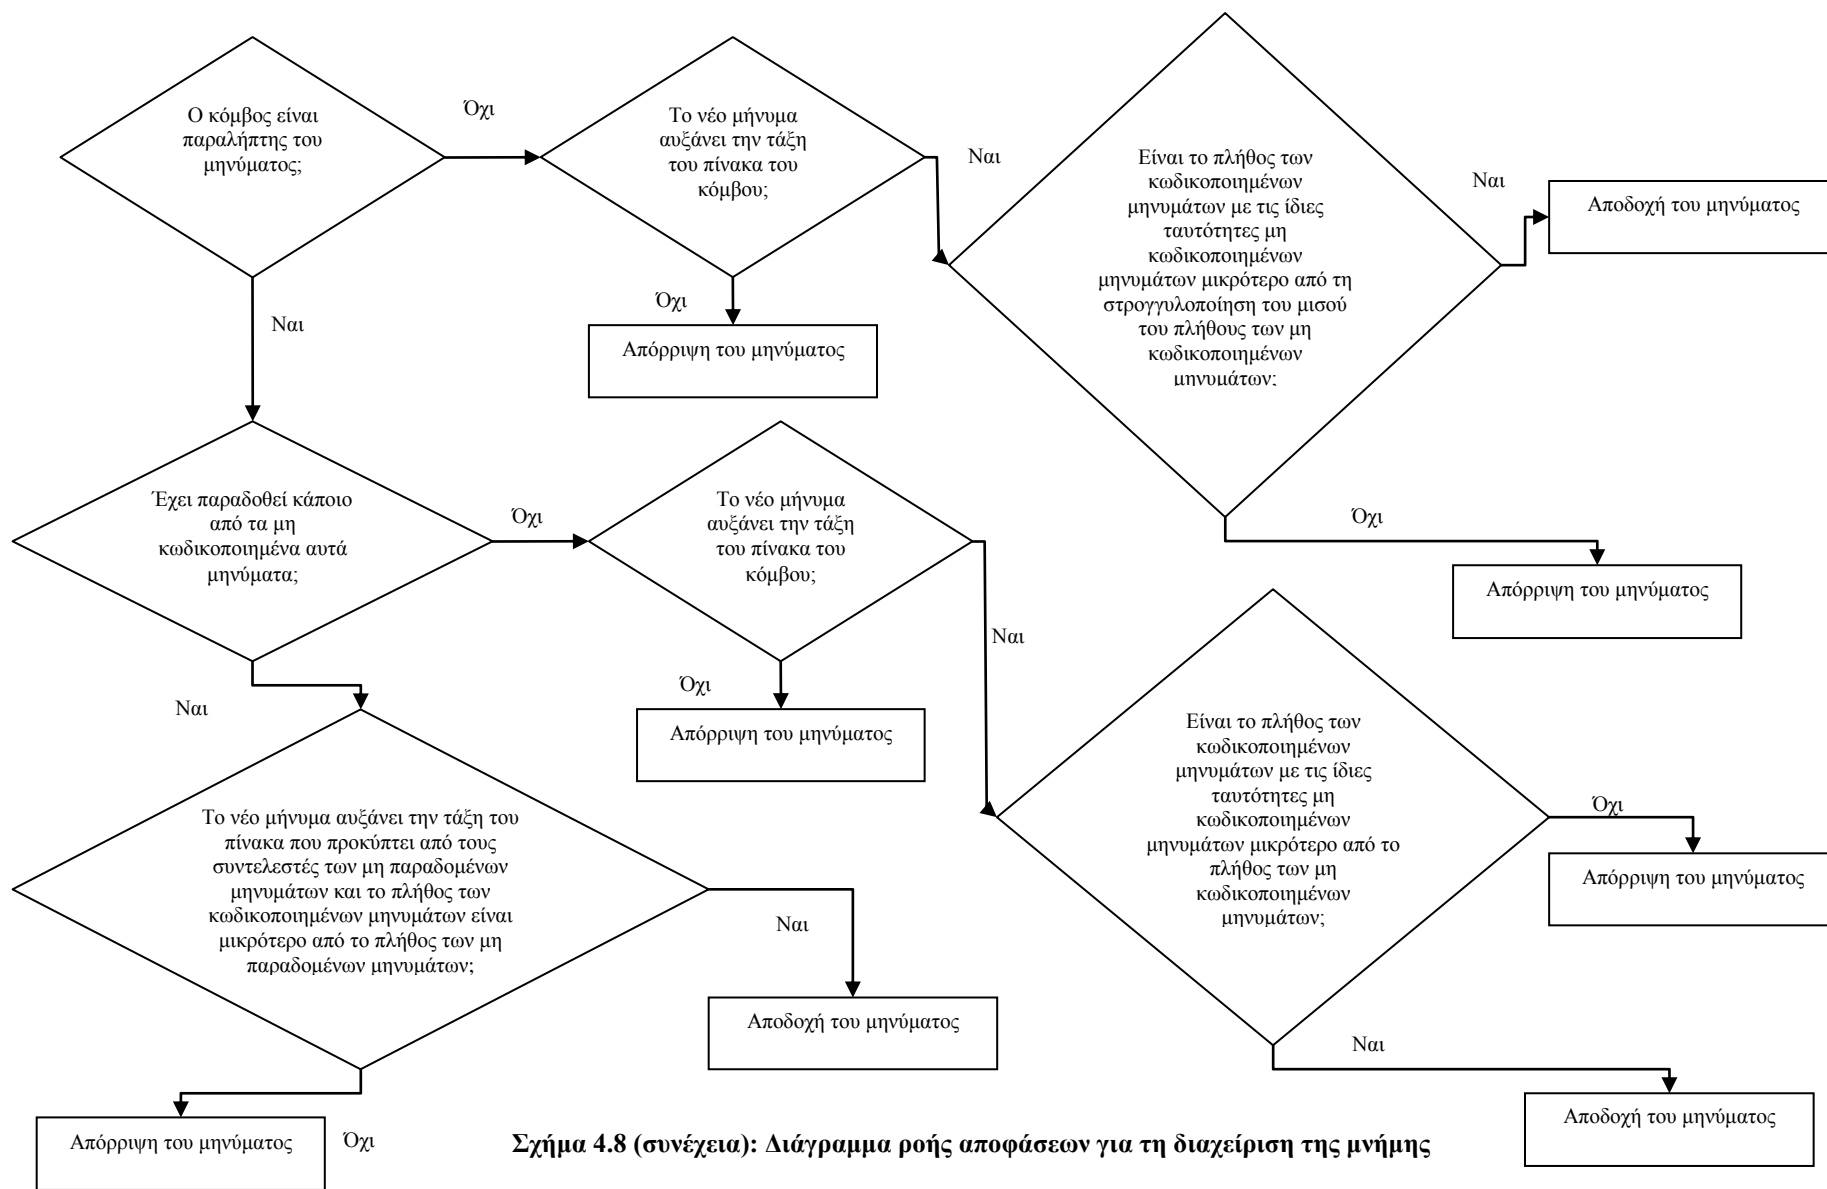 Ο κόμβος είναι
παραλήπτης του
μηνύματος;
Όχι
Το νέο μήνυμα
αυξάνει την τάξη
του πίνακα του
κόμβου;
Ναι
Είναι το πλήθος των
κωδικοποιημένων
μηνυμάτων με τις ίδιες
ταυτότητες μη
κωδικοποιημένων
μηνυμάτων μικρότερο από τη
στρογγυλοποίηση του μισού
του πλήθους των μη
κωδικοποιημένων
μηνυμάτων;
Ναι
Αποδοχή του μηνύματος
Όχι
Απόρριψη του μηνύματος
Ναι
Όχι
Απόρριψη του μηνύματος
Έχει παραδοθεί κάποιο
από τα μη
κωδικοποιημένα αυτά
μηνύματα;
Όχι
Το νέο μήνυμα
αυξάνει την τάξη
του πίνακα του
κόμβου;
Ναι
Όχι
Απόρριψη του μηνύματος
Είναι το πλήθος των
κωδικοποιημένων
μηνυμάτων με τις ίδιες
ταυτότητες μη
κωδικοποιημένων
μηνυμάτων μικρότερο από το
πλήθος των μη
κωδικοποιημένων
μηνυμάτων;
Όχι
Απόρριψη του μηνύματος
Ναι
Αποδοχή του μηνύματος
Ναι
Το νέο μήνυμα αυξάνει την τάξη του
πίνακα που προκύπτει από τους
συντελεστές των μη παραδομένων
μηνυμάτων και το πλήθος των
κωδικοποιημένων μηνυμάτων είναι
μικρότερο από το πλήθος των μη
παραδομένων μηνυμάτων;
Ναι
Αποδοχή του μηνύματος
Απόρριψη του μηνύματος
Όχι
Σχήμα 4.8 (συνέχεια): Διάγραμμα ροής αποφάσεων για τη διαχείριση της μνήμης